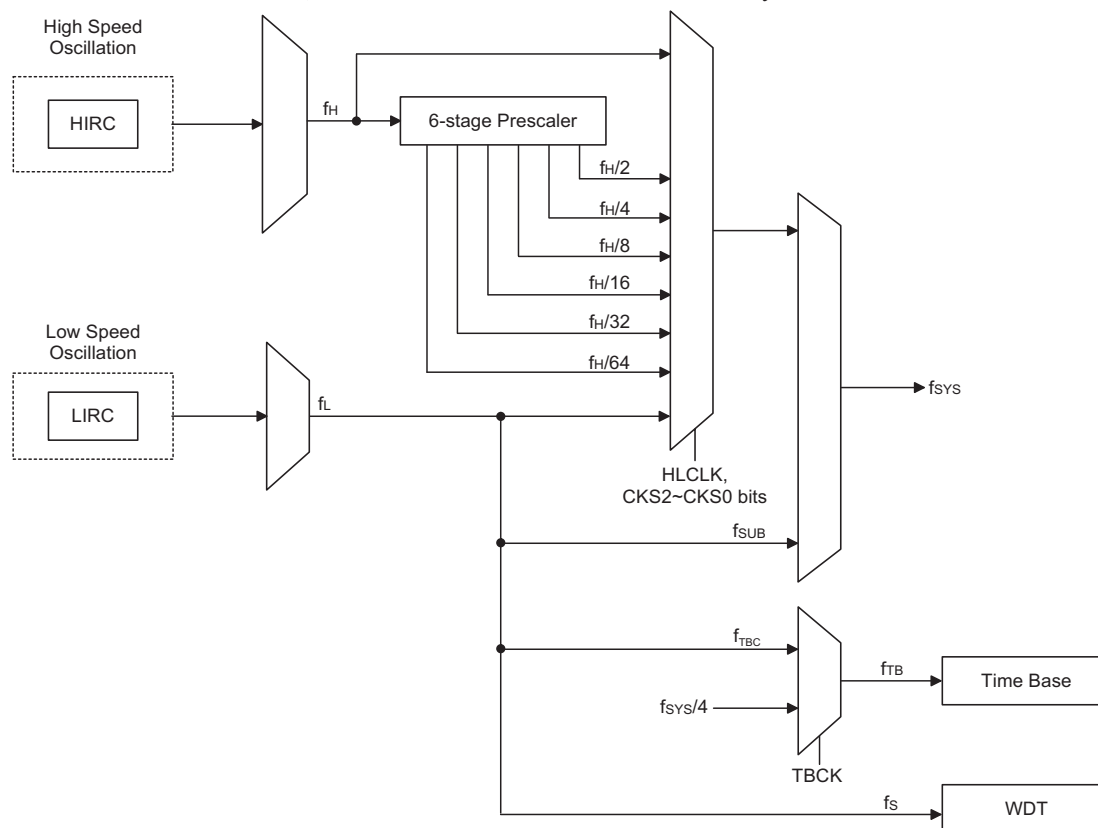 High Speed
Oscillation
HIRC
fH
6-stage Prescaler
fH/2
fH/4
fH/8
fH/16
fH/32
fH/64
Low Speed
Oscillation
LIRC
fL
HLCLK,
CKS2~CKS0 bits
fSYS
fSUB
fTBC
fSYS/4
TBCK
fTB
Time Base
fS
WDT